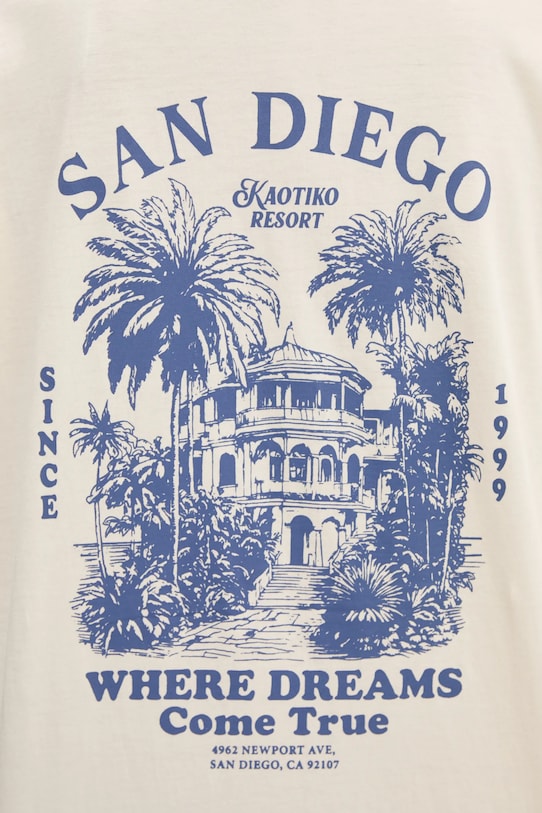 SAN DIEGO
KAOTIKO
RESORT
SINCE
1999
WHERE DREAMS
Come True
4962 NEWPORT AVE,
SAN DIEGO, CA 92107